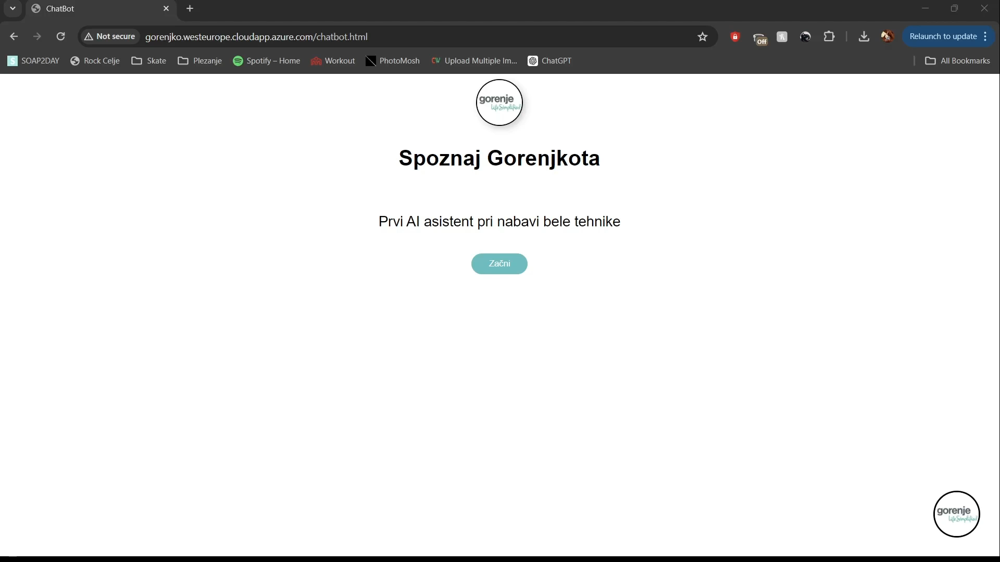 ChatBot
Not secure
gorenjko.westeurope.cloudapp.azure.com/chatbot.html
Off
Relaunch to update
SOAP2DAY
Rock Celje
Skate
Plezanje
Spotify – Home
Workout
PhotoMosh
Upload Multiple Im...
ChatGPT
All Bookmarks
gorenje
Life Simplified
Spoznaj Gorenjkota
Prvi AI asistent pri nabavi bele tehnike
Začni
gorenje
Life Simplified